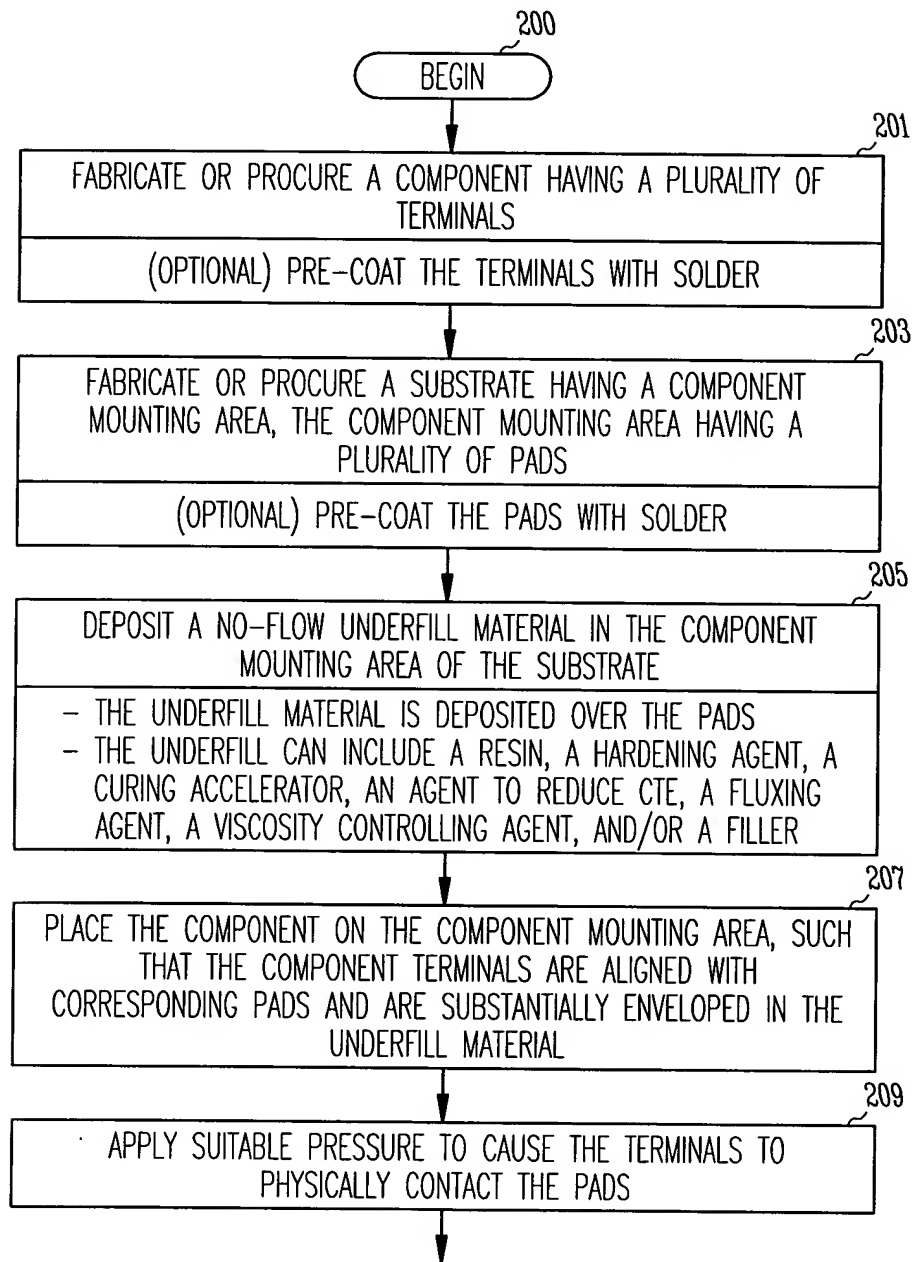 200
BEGIN
201
FABRICATE OR PROCURE A COMPONENT HAVING A PLURALITY OF
TERMINALS
(OPTIONAL) PRE-COAT THE TERMINALS WITH SOLDER
203
FABRICATE OR PROCURE A SUBSTRATE HAVING A COMPONENT
MOUNTING AREA, THE COMPONENT MOUNTING AREA HAVING A
PLURALITY OF PADS
(OPTIONAL) PRE-COAT THE PADS WITH SOLDER
205
DEPOSIT A NO-FLOW UNDERFILL MATERIAL IN THE COMPONENT
MOUNTING AREA OF THE SUBSTRATE
- THE UNDERFILL MATERIAL IS DEPOSITED OVER THE PADS
- THE UNDERFILL CAN INCLUDE A RESIN, A HARDENING AGENT, A
CURING ACCELERATOR, AN AGENT TO REDUCE CTE, A FLUXING
AGENT, A VISCOSITY CONTROLLING AGENT, AND/OR A FILLER
207
PLACE THE COMPONENT ON THE COMPONENT MOUNTING AREA, SUCH
THAT THE COMPONENT TERMINALS ARE ALIGNED WITH
CORRESPONDING PADS AND ARE SUBSTANTIALLY ENVELOPED IN THE
UNDERFILL MATERIAL
209
APPLY SUITABLE PRESSURE TO CAUSE THE TERMINALS TO
PHYSICALLY CONTACT THE PADS